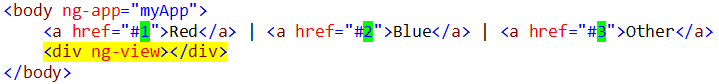 <body ng-app="myApp">
<a href="#1">Red</a> | <a href="#2">Blue</a> | <a href="#3">Other</a>
<div ng-view></div>
</body>